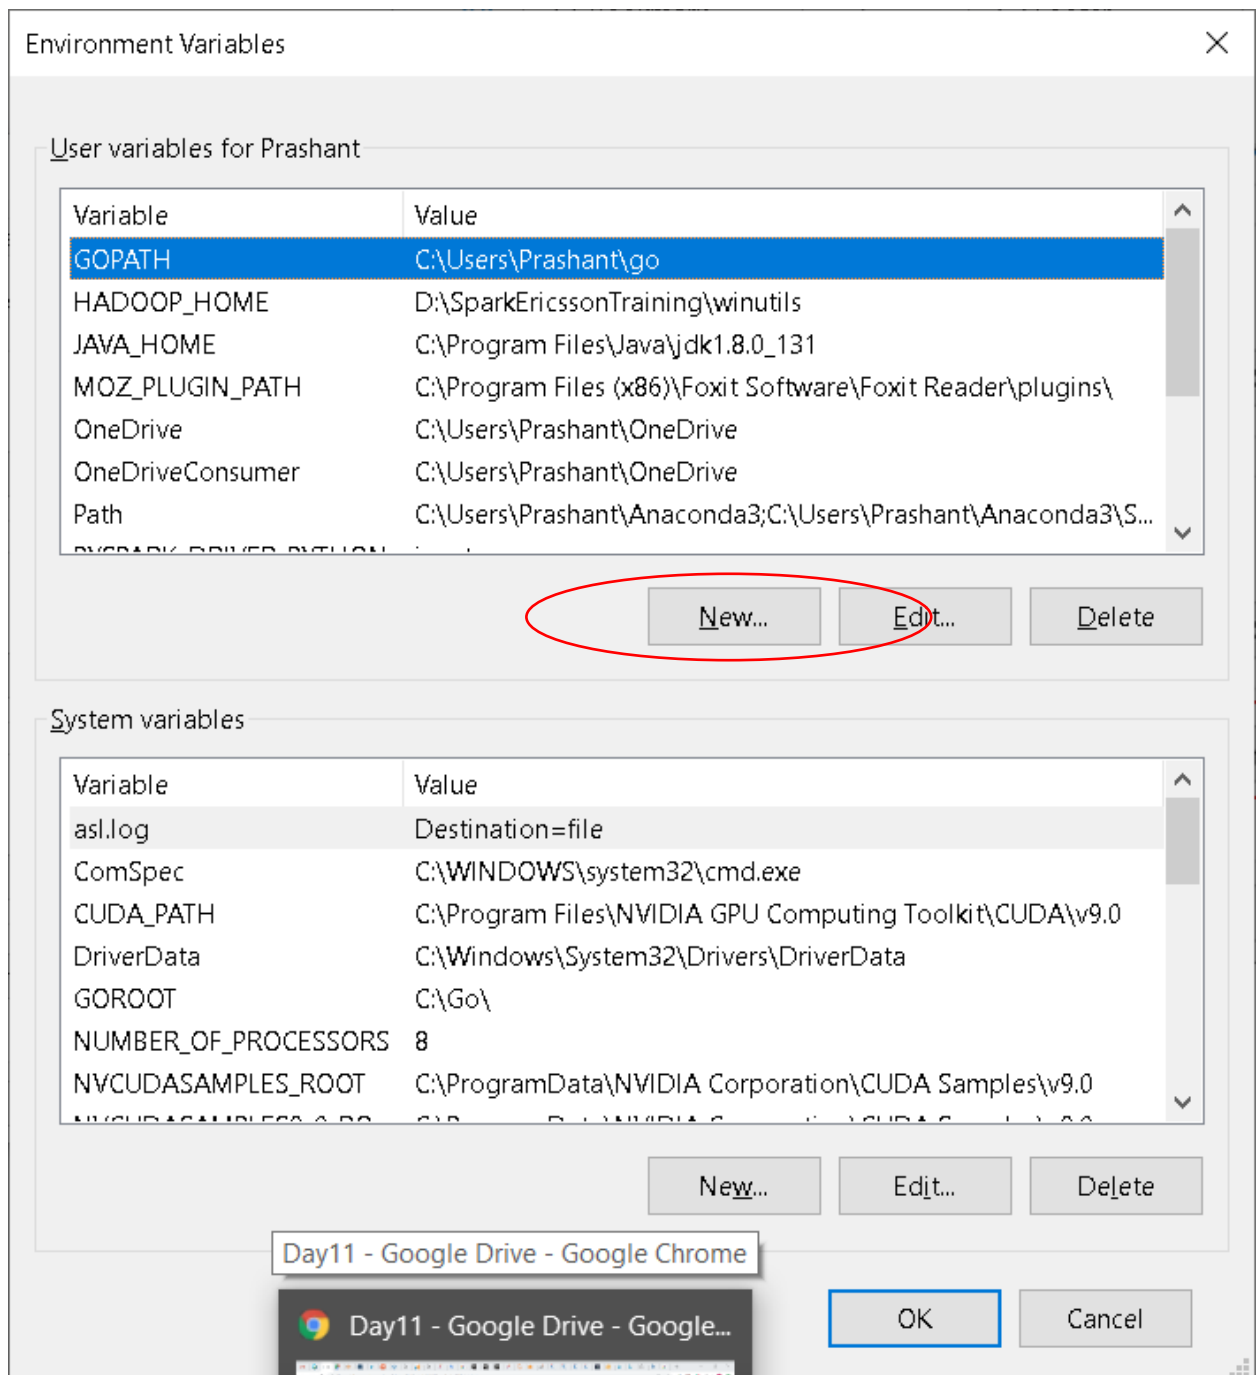 Environment Variables
User variables for Prashant
Variable Value
GOPATH C:\Users\Prashant\go
HADOOP_HOME D:\SparkEricssonTraining\winutils
JAVA_HOME C:\Program Files\Java\jdk1.8.0_131
MOZ_PLUGIN_PATH C:\Program Files (x86)\Foxit Software\Foxit Reader\plugins\
OneDrive C:\Users\Prashant\OneDrive
OneDriveConsumer C:\Users\Prashant\OneDrive
Path C:\Users\Prashant\Anaconda3;C:\Users\Prashant\Anaconda3\S...
PYSPARK_DRIVER_PYTHON
New... Edit... Delete
System variables
Variable Value
asl.log Destination=file
ComSpec C:\WINDOWS\system32\cmd.exe
CUDA_PATH C:\Program Files\NVIDIA GPU Computing Toolkit\CUDA\v9.0
DriverData C:\Windows\System32\Drivers\DriverData
GOROOT C:\Go\
NUMBER_OF_PROCESSORS 8
NVCUDASAMPLES_ROOT C:\ProgramData\NVIDIA Corporation\CUDA Samples\v9.0
New... Edit... Delete
Day11 - Google Drive - Google Chrome
Day11 - Google Drive - Google...
OK Cancel